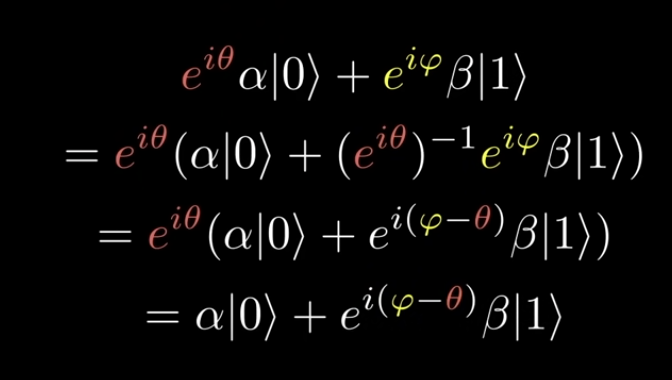 e^{iθ}α|0⟩ + e^{iφ}β|1⟩
= e^{iθ}(α|0⟩ + (e^{iθ})^{−1}e^{iφ}β|1⟩)
= e^{iθ}(α|0⟩ + e^{i(φ−θ)}β|1⟩)
= α|0⟩ + e^{i(φ−θ)}β|1⟩